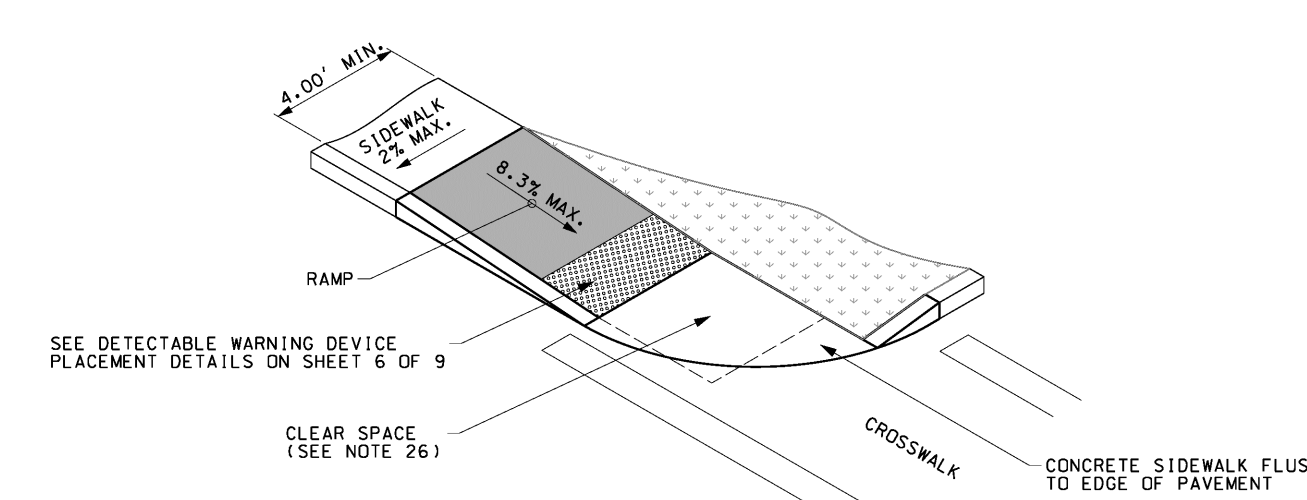 4.00' MIN.
SIDEWALK
2% MAX.
8.3% MAX.
RAMP
SEE DETECTABLE WARNING DEVICE
PLACEMENT DETAILS ON SHEET 6 OF 9
CLEAR SPACE
(SEE NOTE 26)
CROSSWALK
CONCRETE SIDEWALK FLUS
TO EDGE OF PAVEMENT